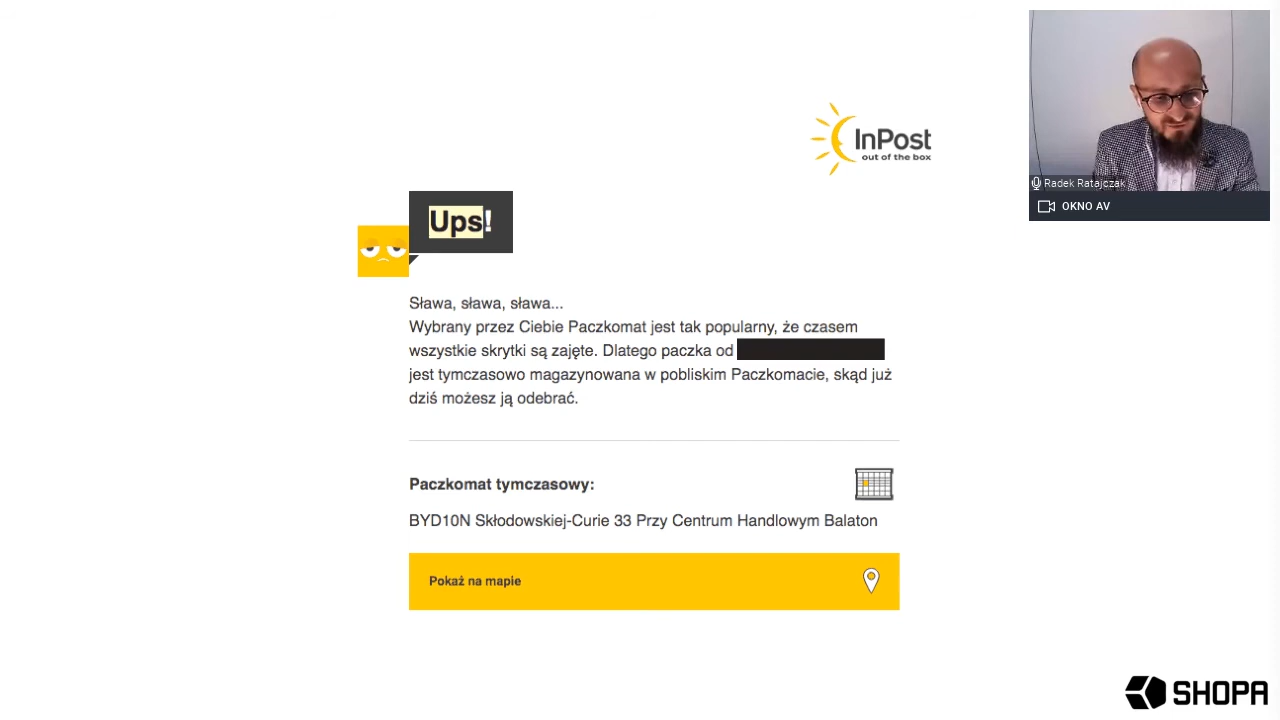 InPost
out of the box
Ups!
Sława, sława, sława...
Wybrany przez Ciebie Paczkomat jest tak popularny, że czasem
wszystkie skrytki są zajęte. Dlatego paczka od
jest tymczasowo magazynowana w pobliskim Paczkomacie, skąd już
dziś możesz ją odebrać.
Paczkomat tymczasowy:
BYD10N Skłodowskiej-Curie 33 Przy Centrum Handlowym Balaton
Pokaż na mapie
Radek Ratajczak
OKNO AV
SHOPA